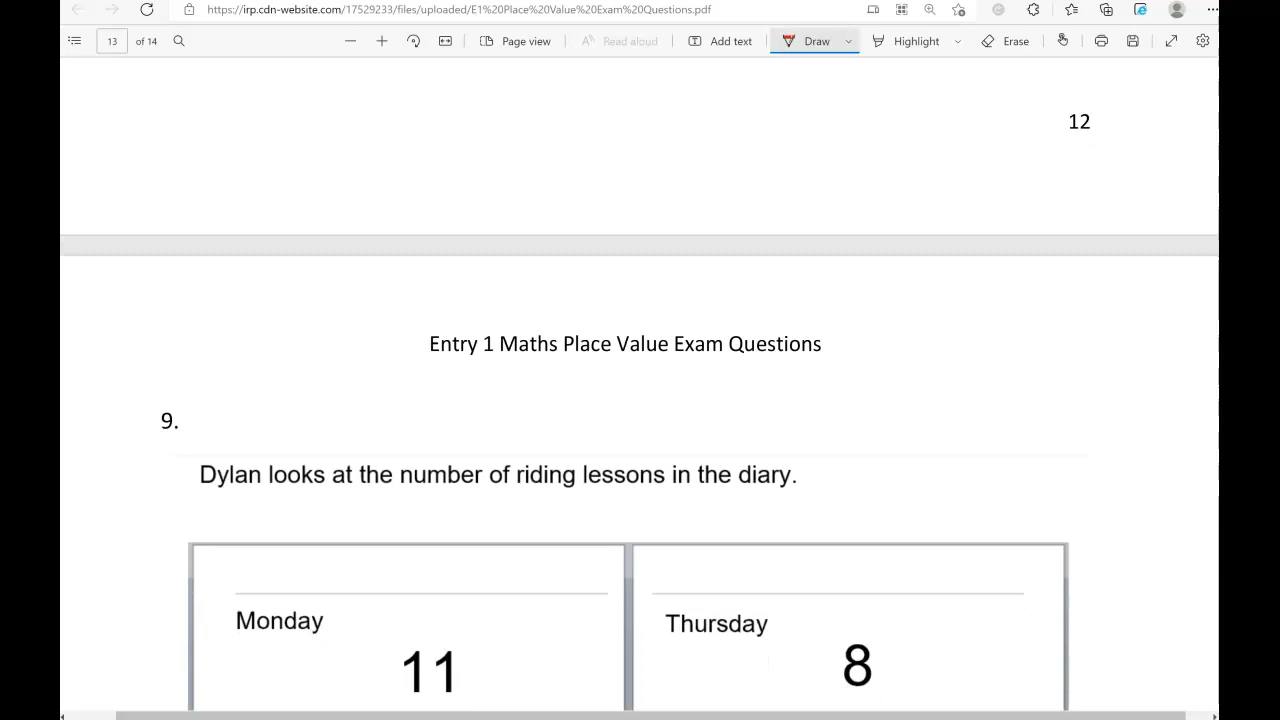 https://irp.cdn-website.com/17529233/files/uploaded/E1%20Place%20Value%20Exam%20Questions.pdf
13 of 14 Page view Read aloud Add text Draw Highlight Erase
12
Entry 1 Maths Place Value Exam Questions
9.
Dylan looks at the number of riding lessons in the diary.
Monday
11
Thursday
8